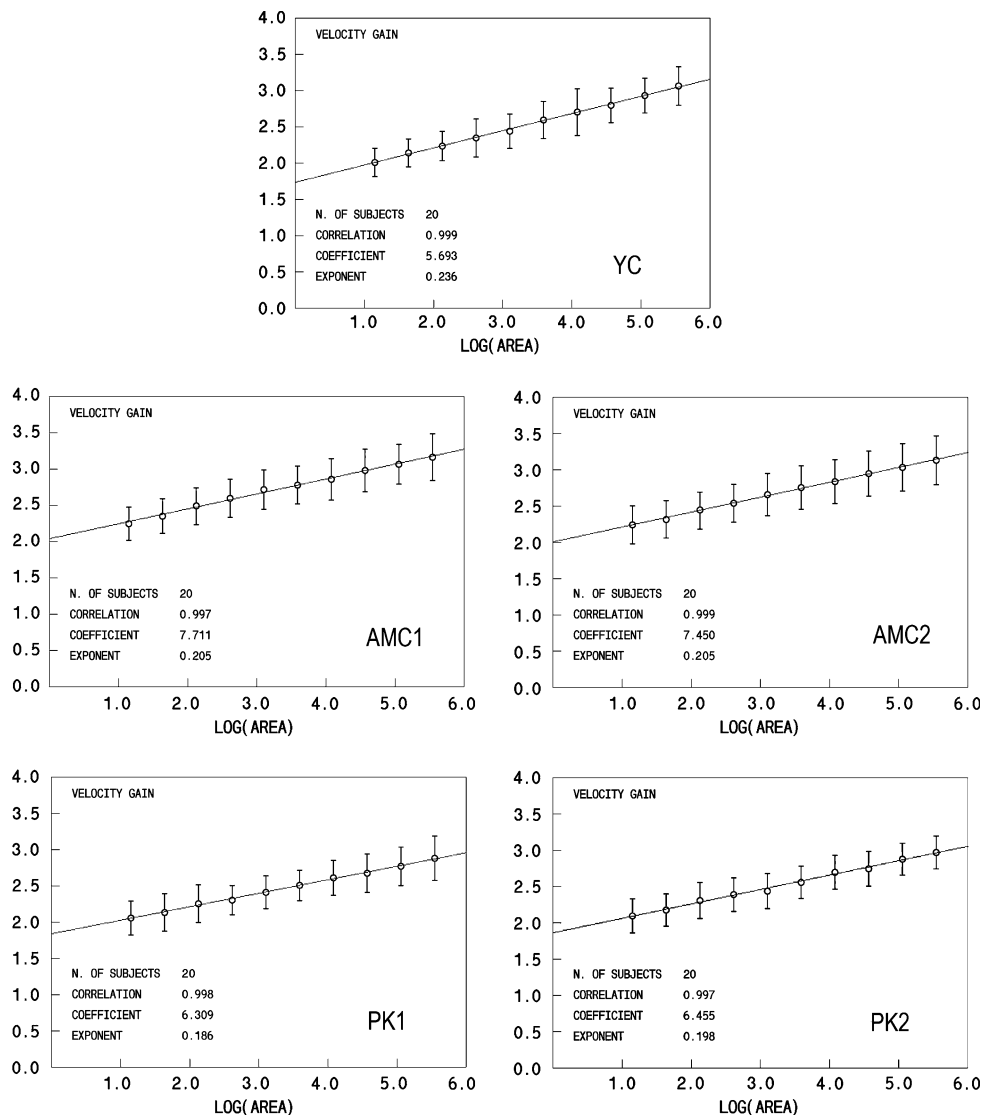 4.0
VELOCITY GAIN
3.5
3.0
2.5
2.0
1.5
N. OF SUBJECTS 20
1.0
CORRELATION 0.999
COEFFICIENT 5.693
0.5
EXPONENT 0.236
YC
0.0
1.0 2.0 3.0 4.0 5.0 6.0
LOG(AREA)
4.0
VELOCITY GAIN
3.5
3.0
2.5
2.0
1.5
N. OF SUBJECTS 20
1.0
CORRELATION 0.997
COEFFICIENT 7.711
0.5
EXPONENT 0.205
AMC1
0.0
1.0 2.0 3.0 4.0 5.0 6.0
LOG(AREA)
4.0
VELOCITY GAIN
3.5
3.0
2.5
2.0
1.5
N. OF SUBJECTS 20
1.0
CORRELATION 0.999
COEFFICIENT 7.450
0.5
EXPONENT 0.205
AMC2
0.0
1.0 2.0 3.0 4.0 5.0 6.0
LOG(AREA)
4.0
VELOCITY GAIN
3.5
3.0
2.5
2.0
1.5
N. OF SUBJECTS 20
1.0
CORRELATION 0.998
COEFFICIENT 6.309
0.5
EXPONENT 0.186
PK1
0.0
1.0 2.0 3.0 4.0 5.0 6.0
LOG(AREA)
4.0
VELOCITY GAIN
3.5
3.0
2.5
2.0
1.5
N. OF SUBJECTS 20
1.0
CORRELATION 0.997
COEFFICIENT 6.455
0.5
EXPONENT 0.198
PK2
0.0
1.0 2.0 3.0 4.0 5.0 6.0
LOG(AREA)